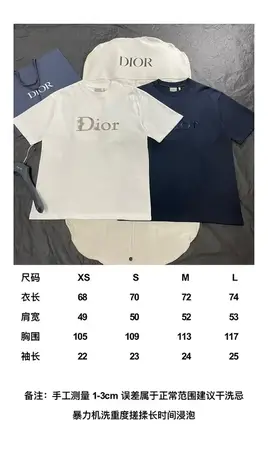 DIOR
DIOR
Dior
尺码 XS S M L
衣长 68 70 72 74
肩宽 49 50 52 53
胸围 105 109 113 117
袖长 22 23 24 25
备注：手工测量 1-3cm 误差属于正常范围建议干洗忌
暴力机洗重度搓揉长时间浸泡